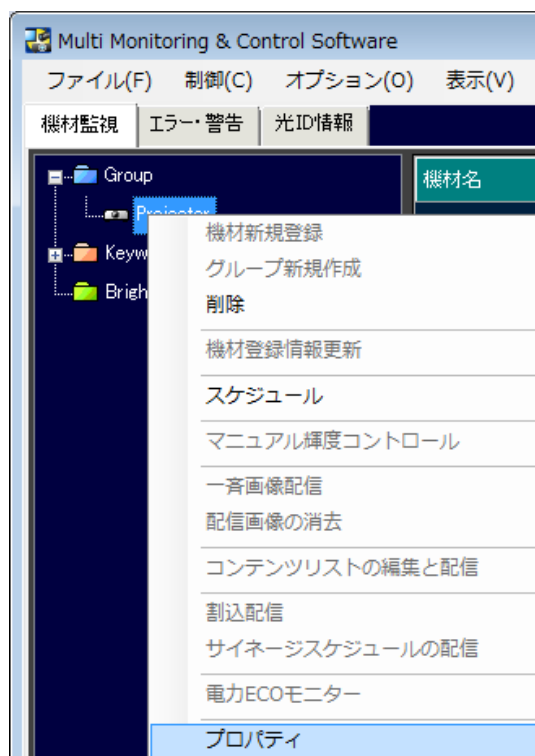 Multi Monitoring & Control Software
ファイル(F) 制御(C) オプション(O) 表示(V)
機材監視 エラー・警告 光ID情報
Group
機材名
Projector
機材新規登録
Keyw
グループ新規作成
Brigh
削除
機材登録情報更新
スケジュール
マニュアル輝度コントロール
一斉画像配信
配信画像の消去
コンテンツリストの編集と配信
割込配信
サイネージスケジュールの配信
電力ECOモニター
プロパティ